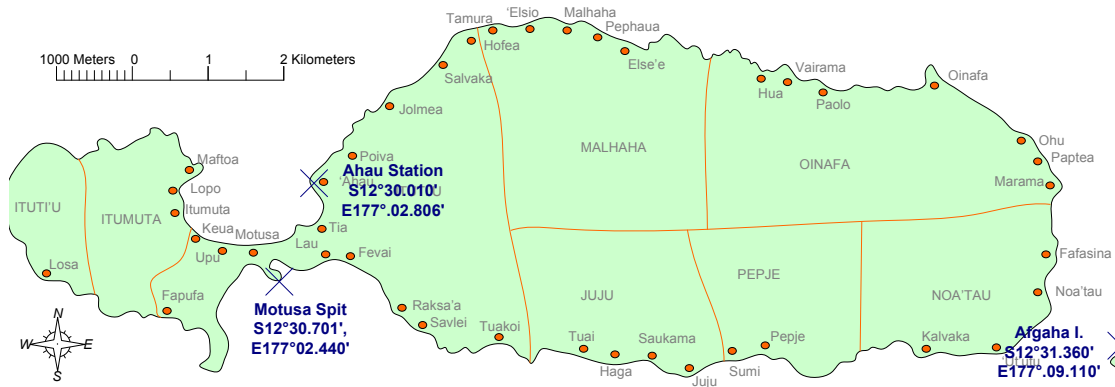 Tamura
'Elsio
Malhaha
Hofea
Pephaua
Else'e
1000 Meters 0 1 2 Kilometers
Salvaka
Vairama
Hua
Paolo
Oinafa
Jolmea
Ohu
MALHAHA
OINAFA
Paptea
Marama
Maftoa
Poiva
Ahau Station
'Ahau
S12°30.010'
E177°.02.806'
Lopo
ITUTI'U
ITUMUTA
Itumuta
Keua
Motusa
Upu
Tia
Lau
Fevai
Losa
Fafasina
Fapufa
Motusa Spit
S12°30.701',
E177°02.440'
Raksa'a
Savlei
Tuakoi
JUJU
PEPJE
NOA'TAU
Noa'tau
Tuai
Haga
Saukama
Juju
Sumi
Pepje
Kalvaka
Afgaha I.
S12°31.360'
E177°.09.110'
N
W E
S